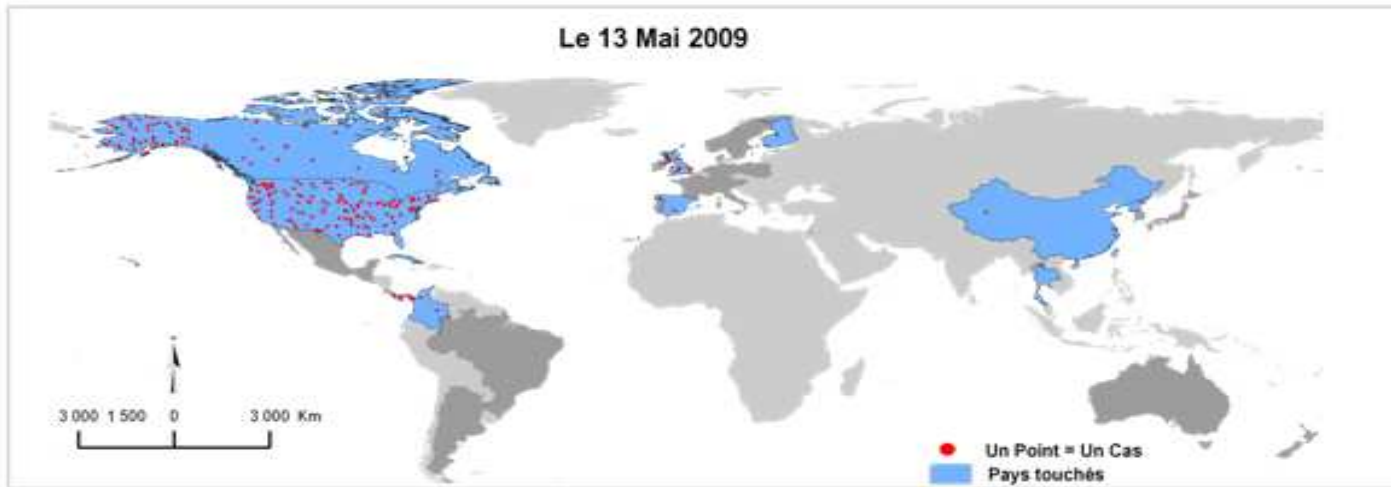 Le 13 Mai 2009
3 000 1 500 0 3 000 Km
Un Point = Un Cas
Pays touchés